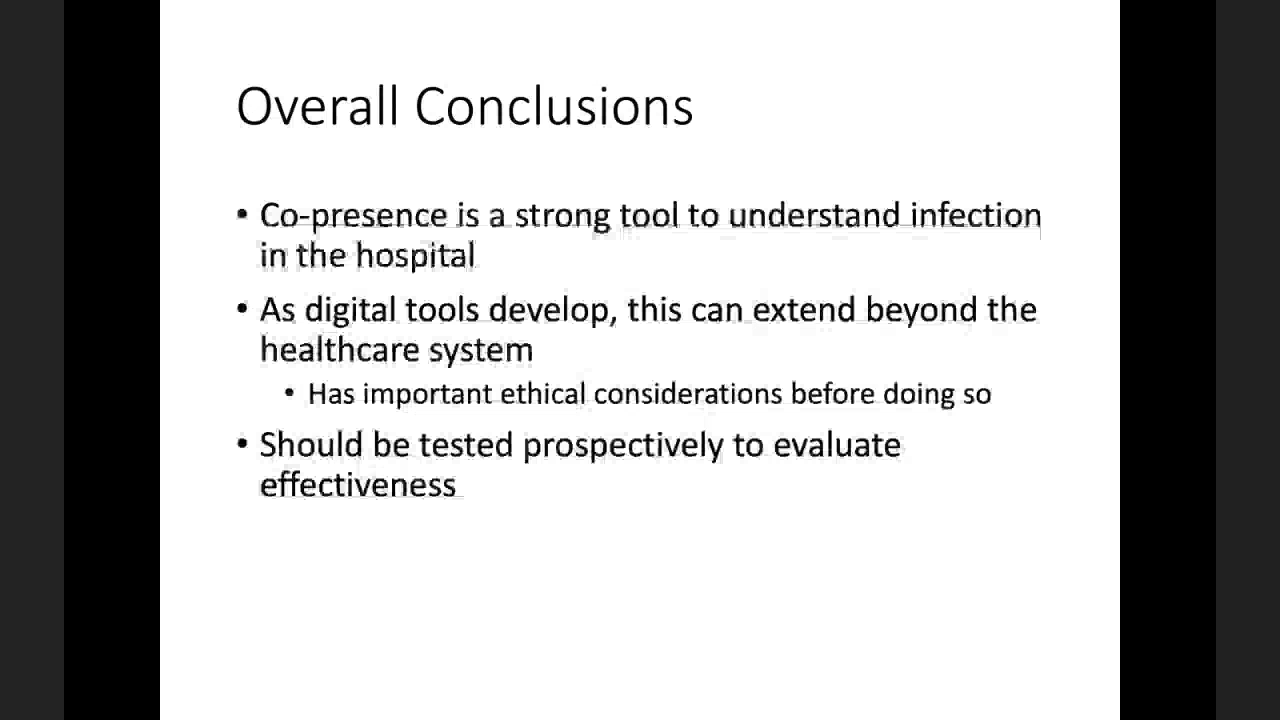 Overall Conclusions
• Co-presence is a strong tool to understand infection
in the hospital
• As digital tools develop, this can extend beyond the
healthcare system
• Has important ethical considerations before doing so
• Should be tested prospectively to evaluate
effectiveness